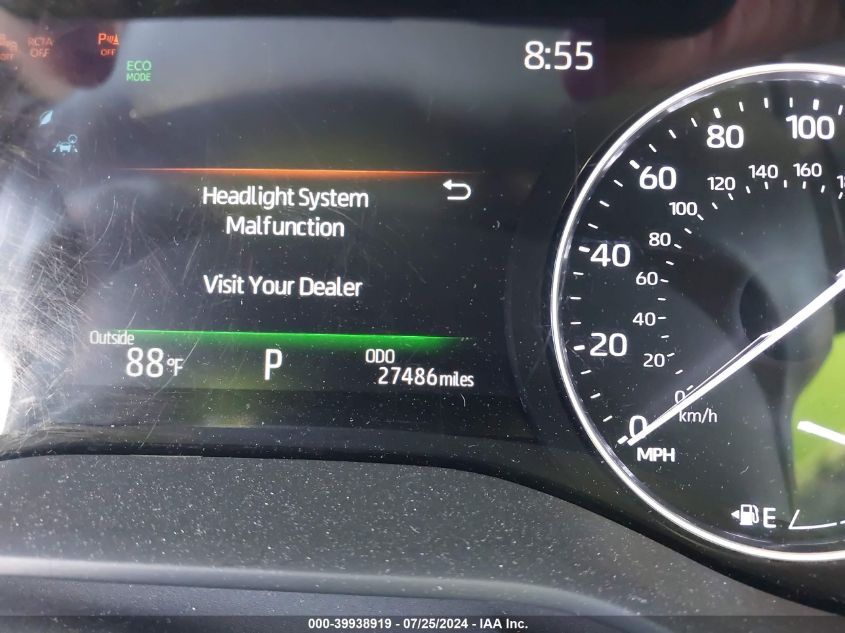 RCTA
OFF
OFF
P
OFF
ECO
MODE
8:55
Headlight System
Malfunction
Visit Your Dealer
Outside
88°F
P
ODO
27486 miles
100
80
60
40
20
0
MPH
160
140
120
100
80
60
40
20
0
km/h
E
000-39938919 - 07/25/2024 - IAA Inc.